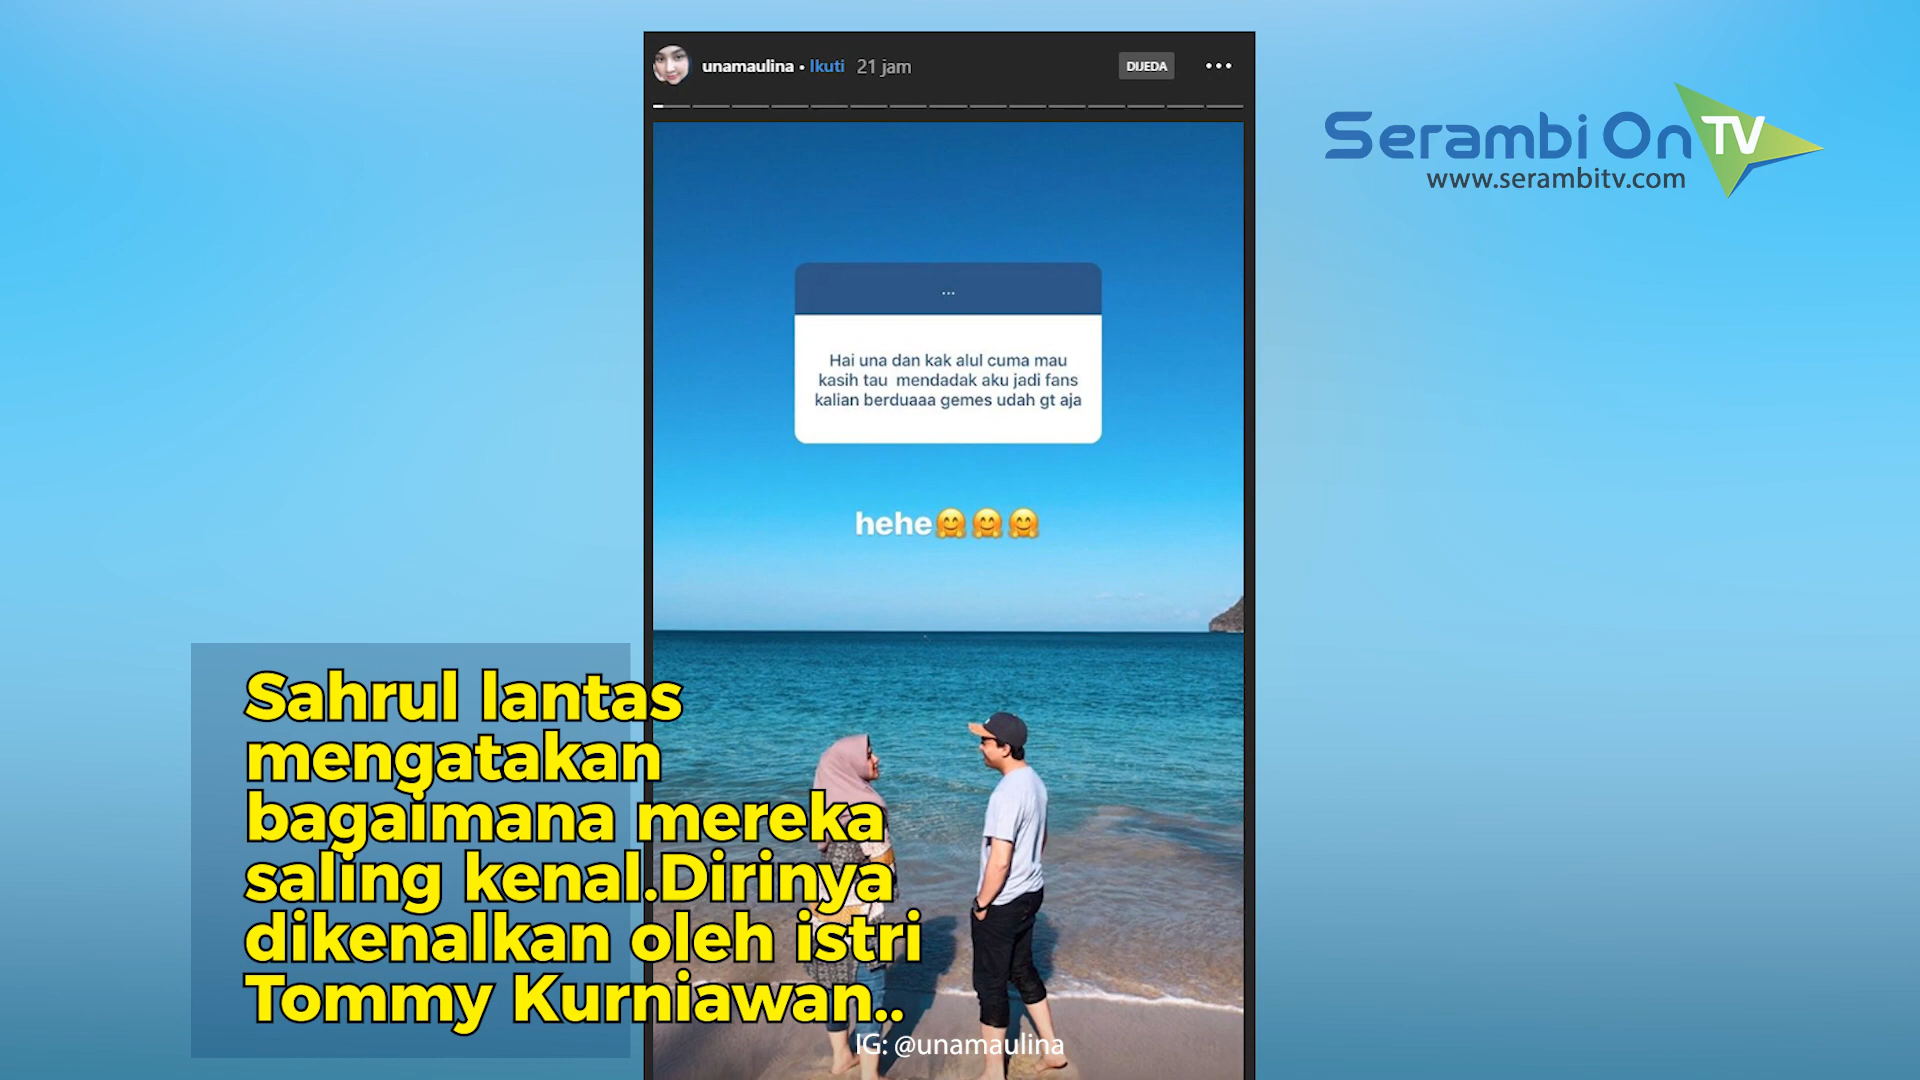 unamaulina • Ikuti 21 jam
DIJEDA
Serambi On TV
www.serambitv.com
...
Hai una dan kak alul cuma mau
kasih tau mendadak aku jadi fans
kalian berduaaa gemes udah gt aja
hehe🤗🤗🤗
Sahrul lantas
mengatakan
bagaimana mereka
saling kenal.Dirinya
dikenalkan oleh istri
Tommy Kurniawan..
IG: @unamaulina